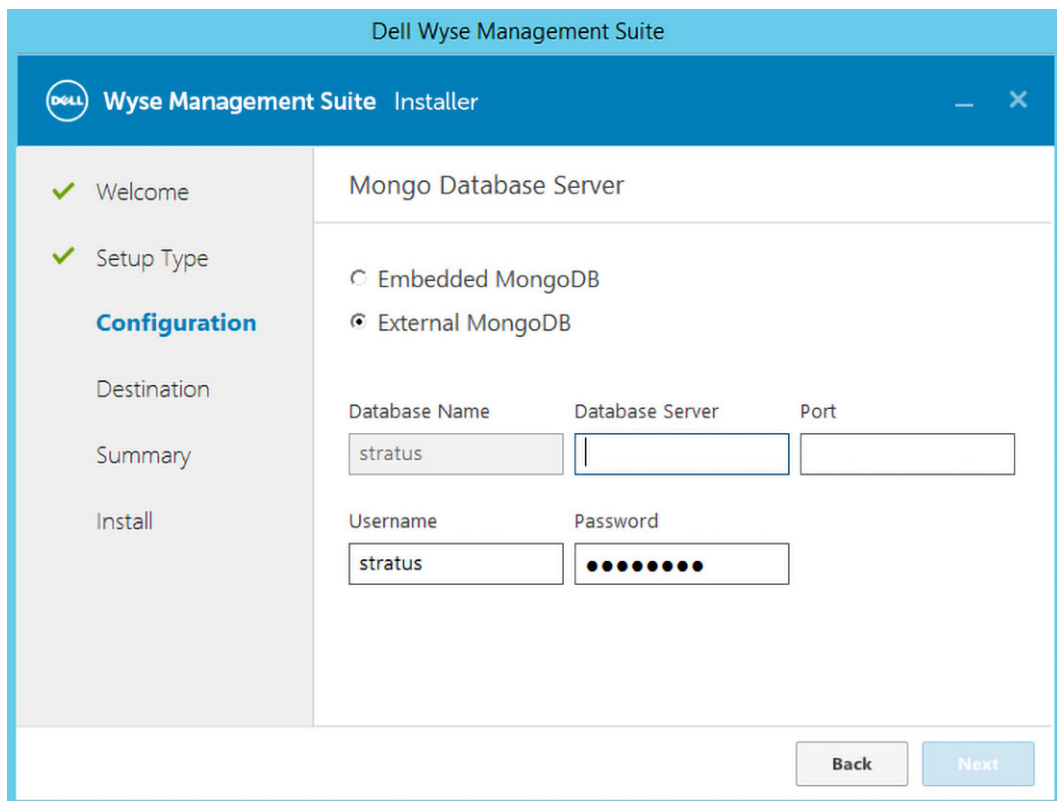 Dell Wyse Management Suite
DELL Wyse Management Suite Installer
Welcome
Setup Type
Configuration
Destination
Summary
Install
Mongo Database Server
Embedded MongoDB
External MongoDB
Database Name Database Server Port
stratus
Username Password
stratus ●●●●●●●●
Back Next